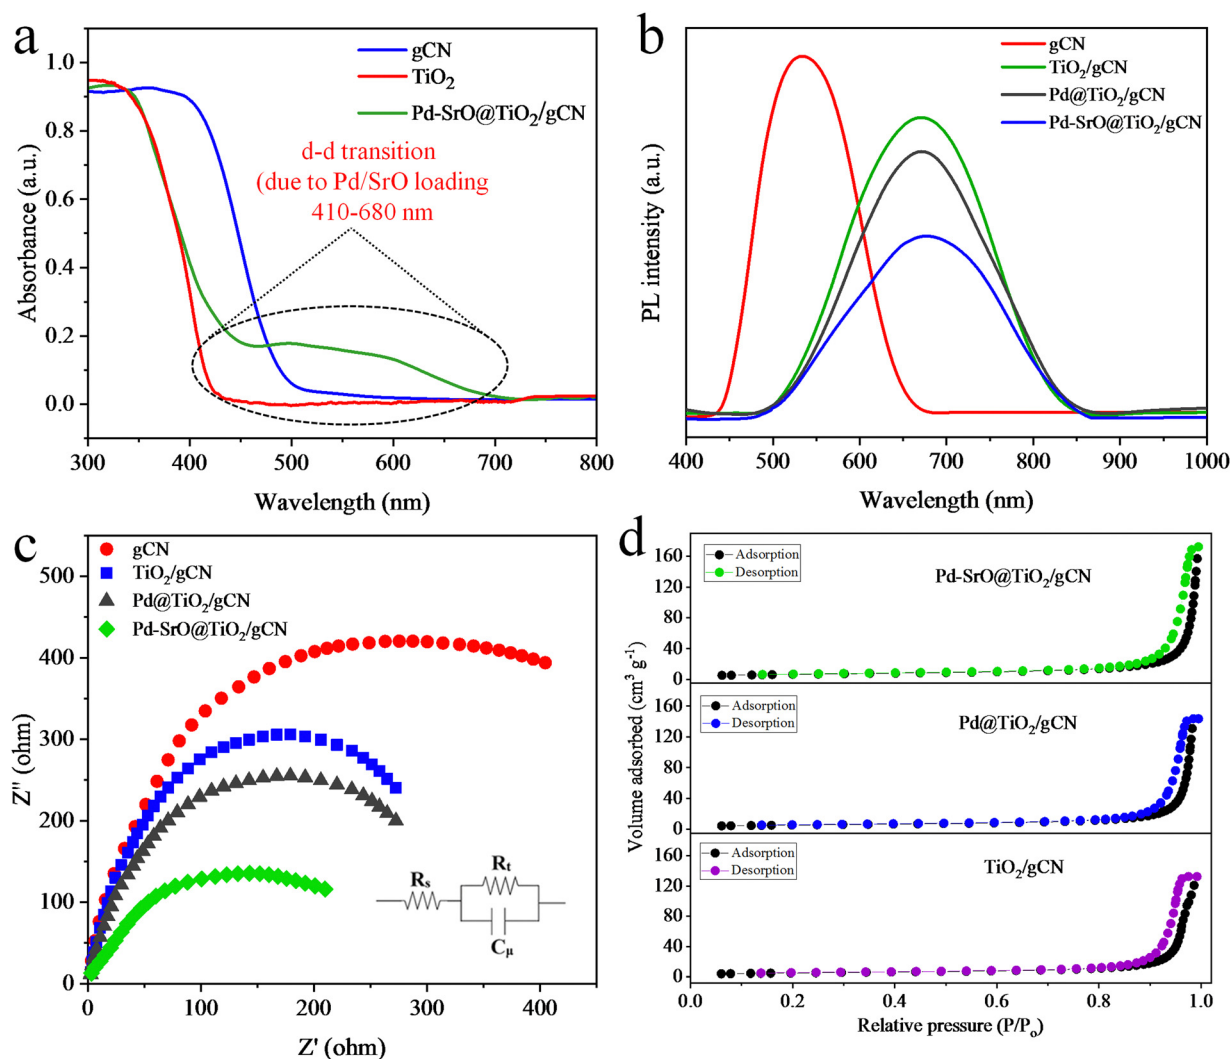 a
gCN
TiO₂
Pd-SrO@TiO₂/gCN
d-d transition
(due to Pd/SrO loading
410-680 nm
1.0
0.8
0.6
0.4
0.2
0.0
Absorbance (a.u.)
300 400 500 600 700 800
Wavelength (nm)
b
gCN
TiO₂/gCN
Pd@TiO₂/gCN
Pd-SrO@TiO₂/gCN
PL intensity (a.u.)
400 500 600 700 800 900 1000
Wavelength (nm)
c
gCN
TiO₂/gCN
Pd@TiO₂/gCN
Pd-SrO@TiO₂/gCN
500
400
300
200
100
0
Z'' (ohm)
Rₛ
Rₜ
C_μ
0 100 200 300 400
Z' (ohm)
d
Adsorption
Desorption
Pd-SrO@TiO₂/gCN
160
120
80
40
0
Adsorption
Desorption
Pd@TiO₂/gCN
160
120
80
40
0
Adsorption
Desorption
TiO₂/gCN
160
120
80
40
0
Volume adsorbed (cm³ g⁻¹)
0.0 0.2 0.4 0.6 0.8 1.0
Relative pressure (P/Pₒ)